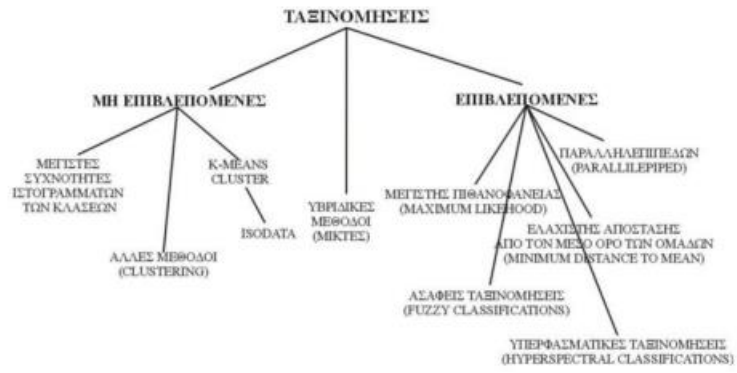 ΤΑΞΙΝΟΜΗΣΕΙΣ
ΜΗ ΕΠΙΒΛΕΠΟΜΕΝΕΣ
ΕΠΙΒΛΕΠΟΜΕΝΕΣ
ΜΕΓΙΣΤΕΣ
ΣΥΧΝΟΤΗΤΕΣ
ΙΣΤΟΓΡΑΜΜΑΤΩΝ
ΤΩΝ ΚΛΑΣΕΩΝ
ΑΛΛΕΣ ΜΕΘΟΔΟΙ
(CLUSTERING)
K-MEANS
CLUSTER
ISODATA
ΥΒΡΙΔΙΚΕΣ
ΜΕΘΟΔΟΙ
(ΜΙΚΤΕΣ)
ΜΕΓΙΣΤΗΣ ΠΙΘΑΝΟΦΑΝΕΙΑΣ
(MAXIMUM LIKEHOOD)
ΑΣΑΦΕΙΣ ΤΑΞΙΝΟΜΗΣΕΙΣ
(FUZZY CLASSIFICATIONS)
ΠΑΡΑΛΛΗΛΕΠΙΠΕΔΩΝ
(PARALLILEPIPED)
ΕΛΑΧΙΣΤΗΣ ΑΠΟΣΤΑΣΗΣ
ΑΠΟ ΤΟΝ ΜΕΣΟ ΟΡΟ ΤΩΝ ΟΜΑΔΩΝ
(MINIMUM DISTANCE TO MEAN)
ΥΠΕΡΦΑΣΜΑΤΙΚΕΣ ΤΑΞΙΝΟΜΗΣΕΙΣ
(HYPERSPECTRAL CLASSIFICATIONS)